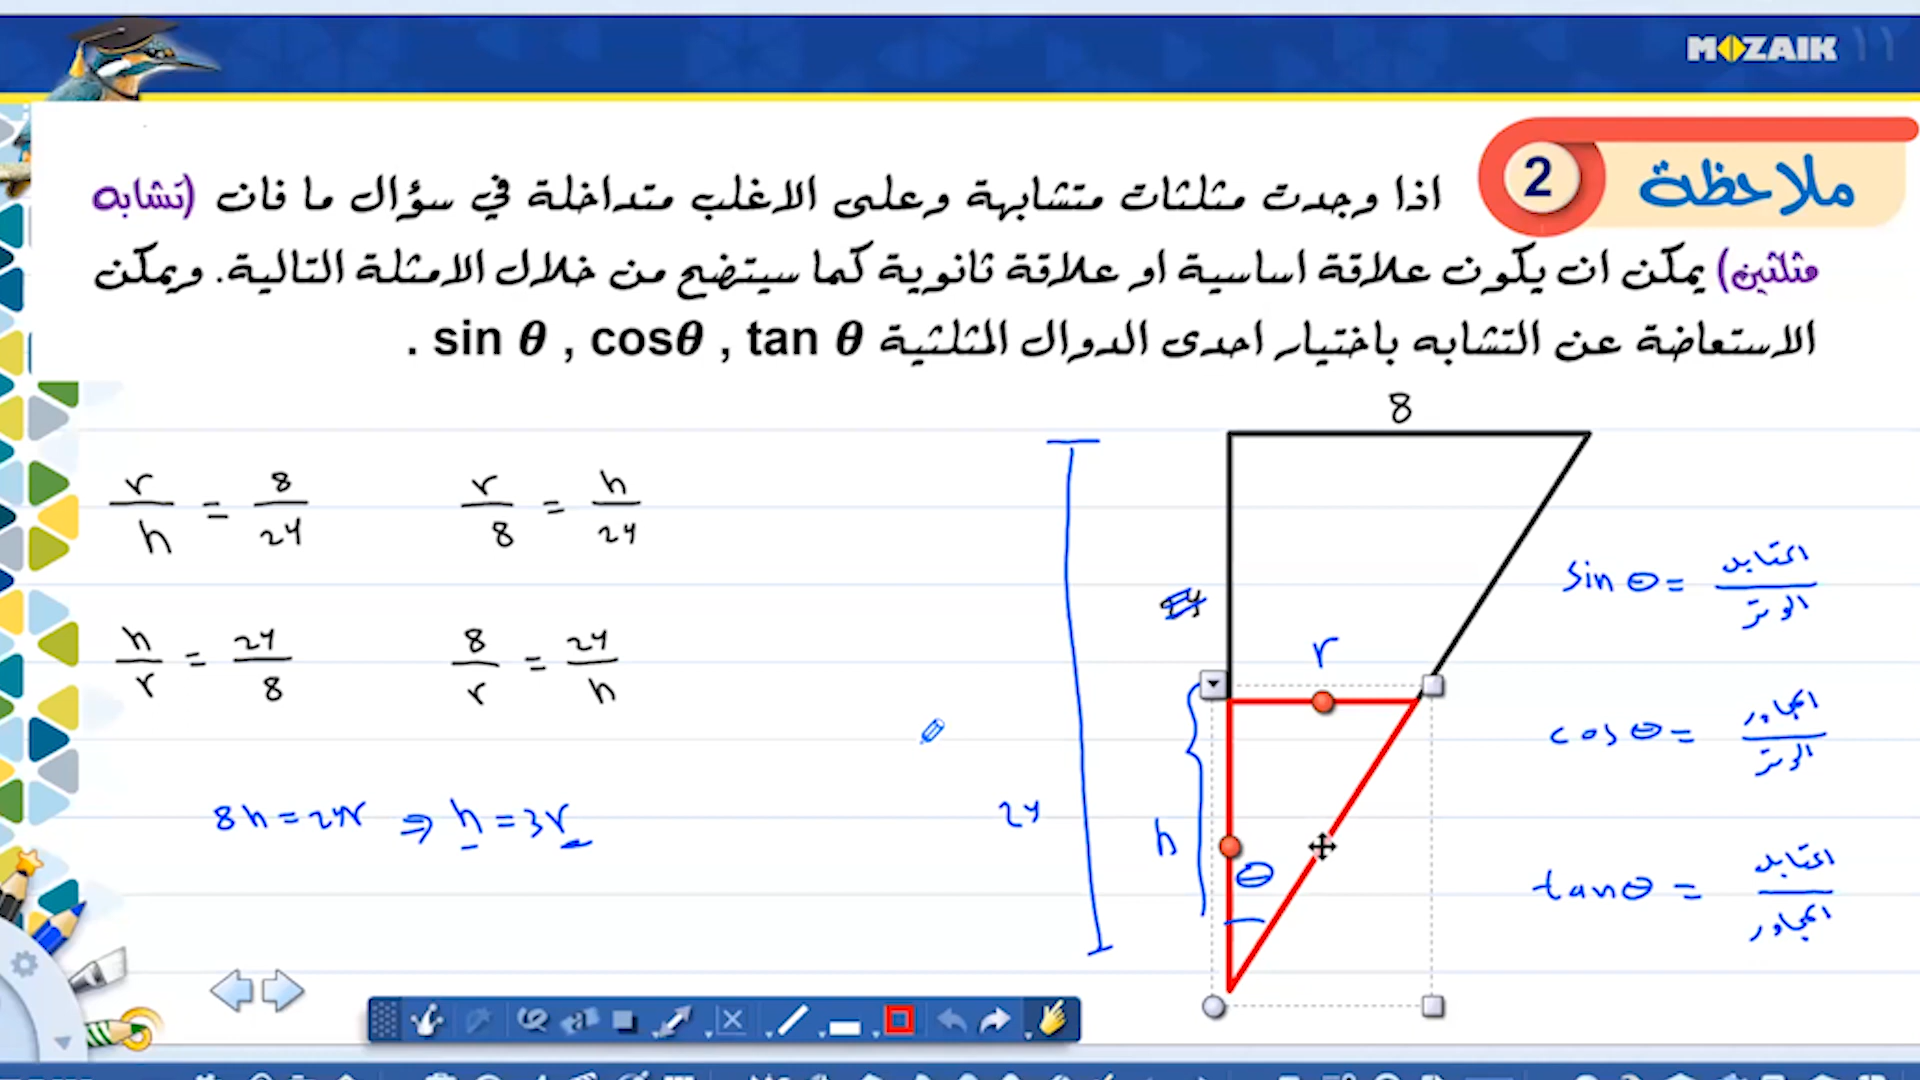 MOZAIK
11
ملاحظة 2
اذا وجدت مثلثات متشابهة وعلى الاغلب متداخلة في سؤال ما فان (تشابه
مثلثين) يمكن ان يكون علاقة اساسية او علاقة ثانوية كما سيتضح من خلال الامثلة التالية. ويمكن
الاستعاضة عن التشابه باختيار احدى الدوال المثلثية sin θ , cosθ , tan θ .
8
r/h = 8/24
r/8 = h/24
sin θ = المقابل/الوتر
r
h/r = 24/8
8/r = 24/h
cos θ = المجاور/الوتر
8h = 24r ⇒ h = 3r
24
h
θ
tan θ = المقابل/المجاور